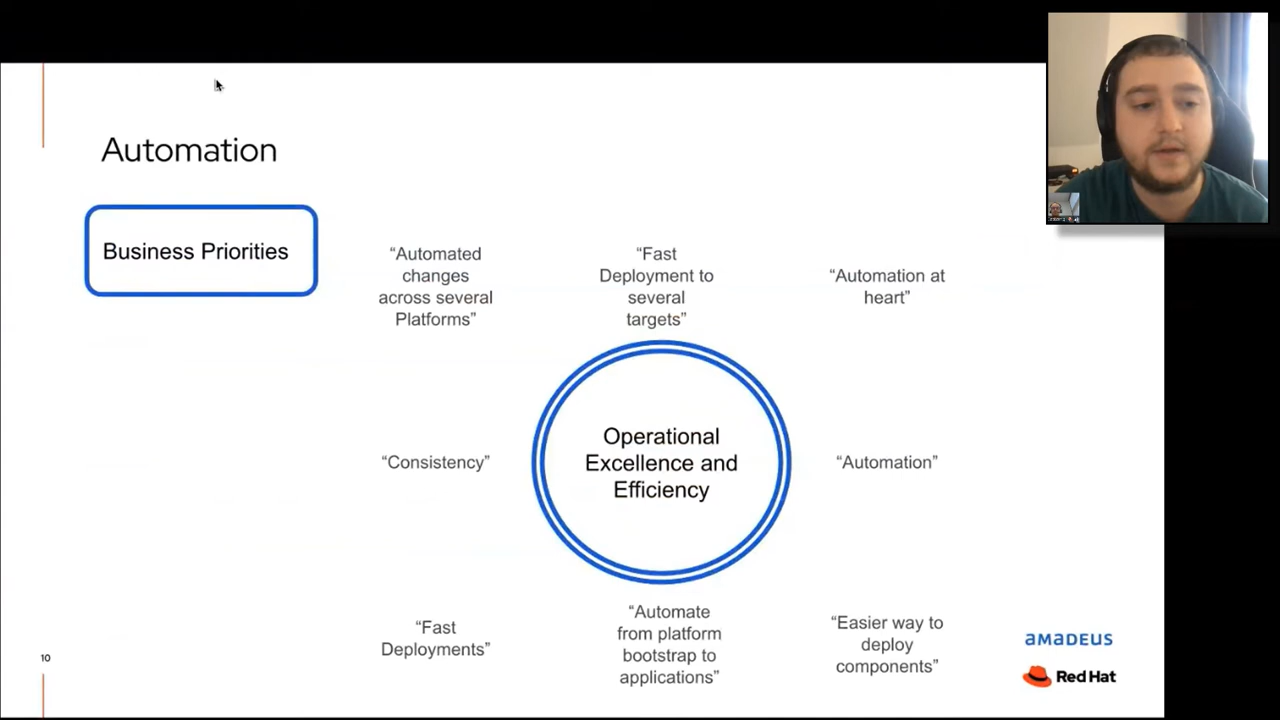 Automation
Business Priorities
“Automated
changes
across several
Platforms”
“Fast
Deployment to
several
targets”
“Automation at
heart”
“Consistency”
Operational
Excellence and
Efficiency
“Automation”
“Fast
Deployments”
“Automate
from platform
bootstrap to
applications”
“Easier way to
deploy
components”
amadeus
Red Hat
10